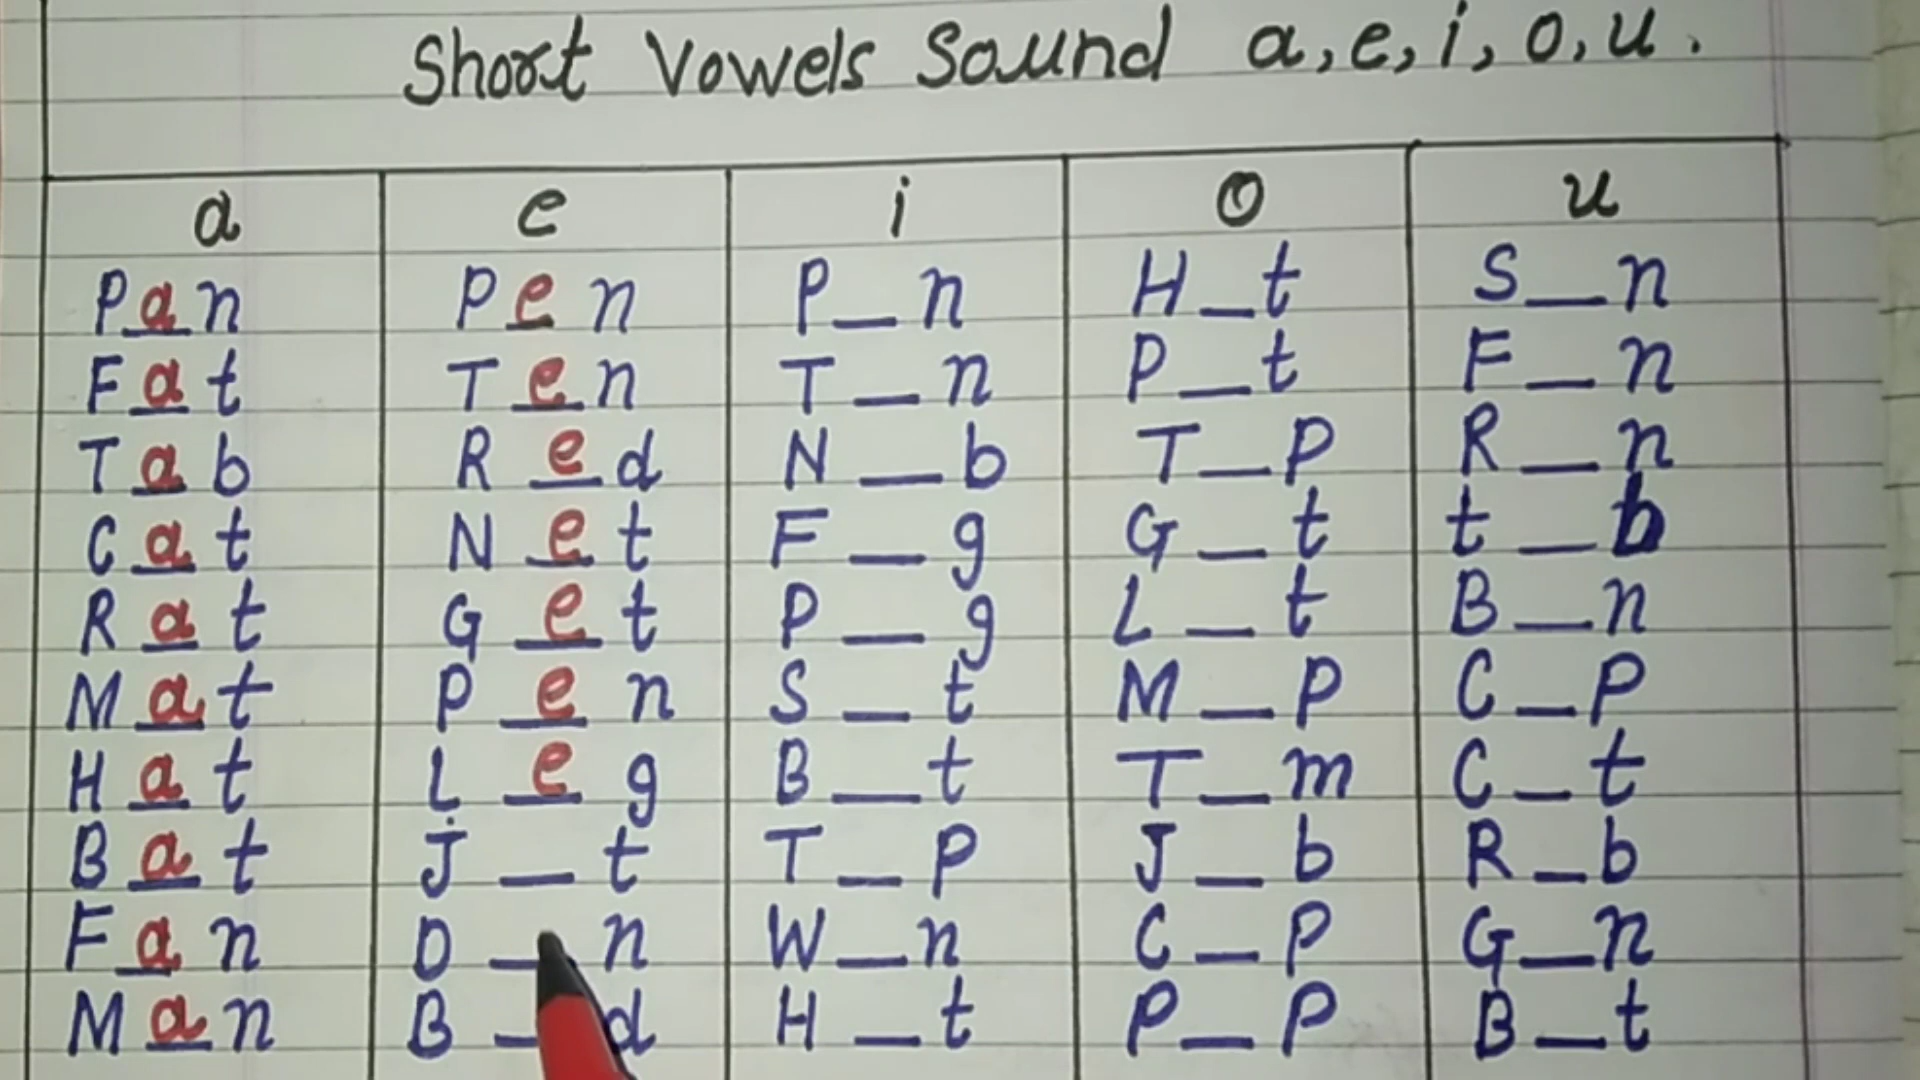 Short Vowels Sound a, e, i, o, u.
a e i o u
Pan Pen P_n H_t S_n
Fat Ten T_n P_t F_n
Tab Red N_b T_p R_n
Cat Net F_g G_t t_b
Rat Get P_g L_t B_n
Mat Pen S_t M_p C_p
Hat Leg B_t T_m C_t
Bat J_t T_p J_b R_b
Fan D_n W_n C_p G_n
Man B_d H_t P_p B_t